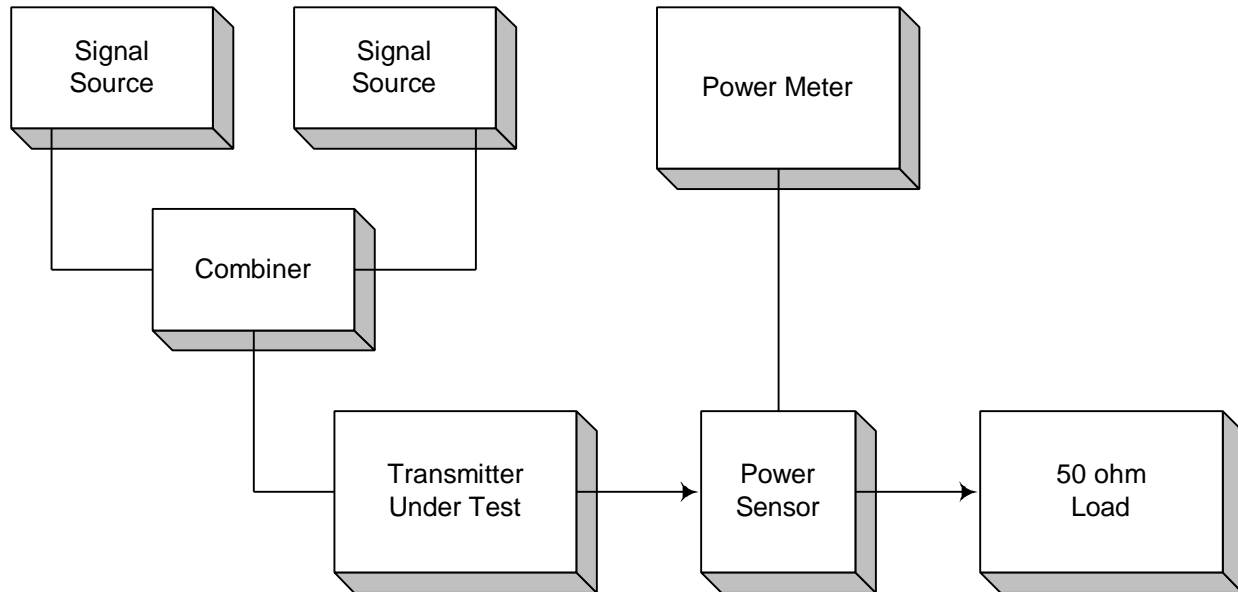 Signal
Source
Signal
Source
Power Meter
Combiner
Transmitter
Under Test
Power
Sensor
50 ohm
Load